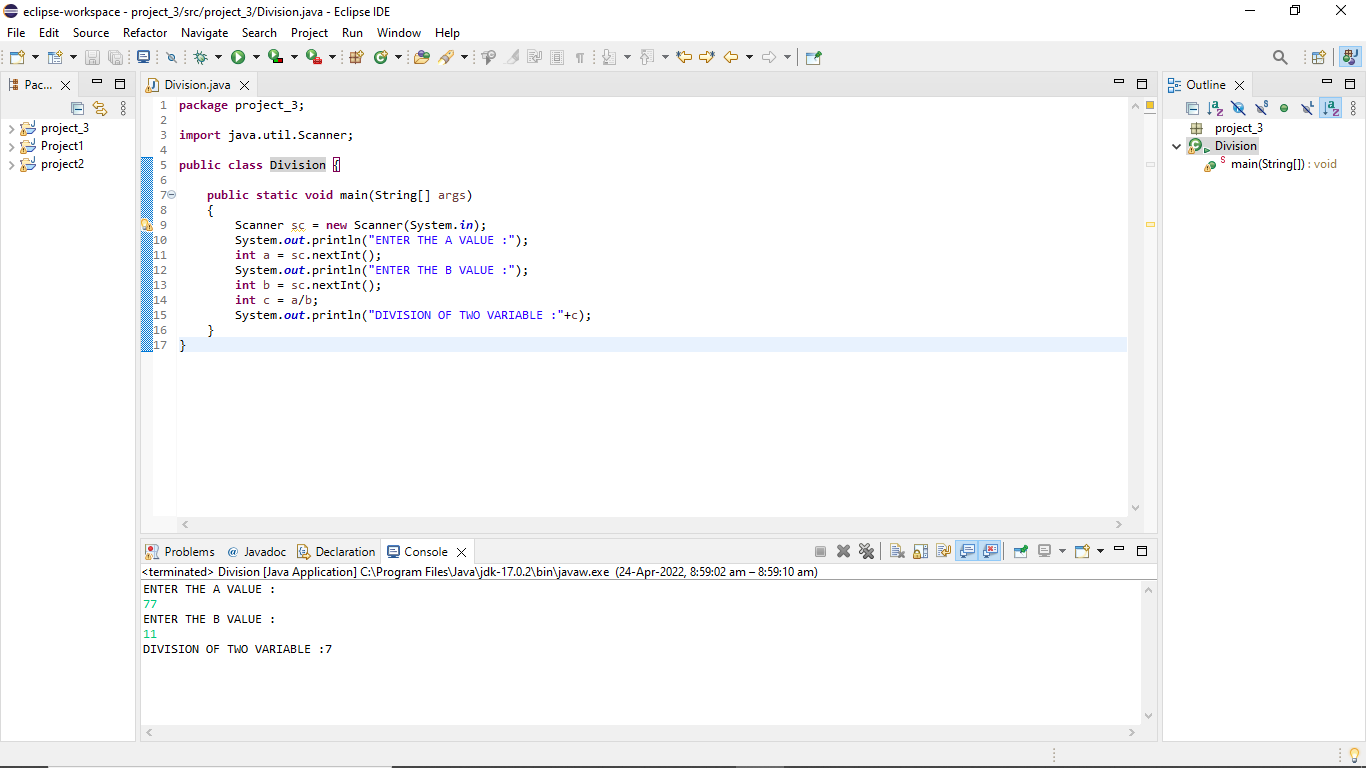 eclipse-workspace - project_3/src/project_3/Division.java - Eclipse IDE
File Edit Source Refactor Navigate Search Project Run Window Help
Pac...
project_3
Project1
project2
Division.java
1 package project_3;
2
3 import java.util.Scanner;
4
5 public class Division {
6
7 public static void main(String[] args)
8 {
9 Scanner sc = new Scanner(System.in);
10 System.out.println("ENTER THE A VALUE :");
11 int a = sc.nextInt();
12 System.out.println("ENTER THE B VALUE :");
13 int b = sc.nextInt();
14 int c = a/b;
15 System.out.println("DIVISION OF TWO VARIABLE :"+c);
16 }
17 }
Outline
project_3
Division
main(String[]) : void
Problems @ Javadoc Declaration Console
<terminated> Division [Java Application] C:\Program Files\Java\jdk-17.0.2\bin\javaw.exe (24-Apr-2022, 8:59:02 am – 8:59:10 am)
ENTER THE A VALUE :
77
ENTER THE B VALUE :
11
DIVISION OF TWO VARIABLE :7